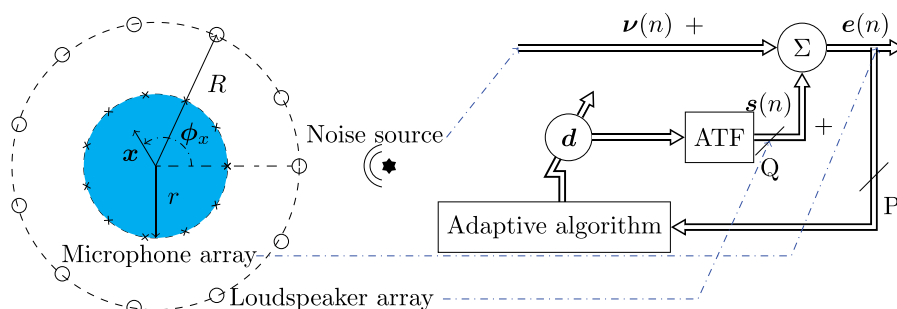 ν(n) +
e(n)
Σ
R
ϕx
x
r
Noise source
d
ATF
s(n)
+
Q
P
Adaptive algorithm
Microphone array
Loudspeaker array